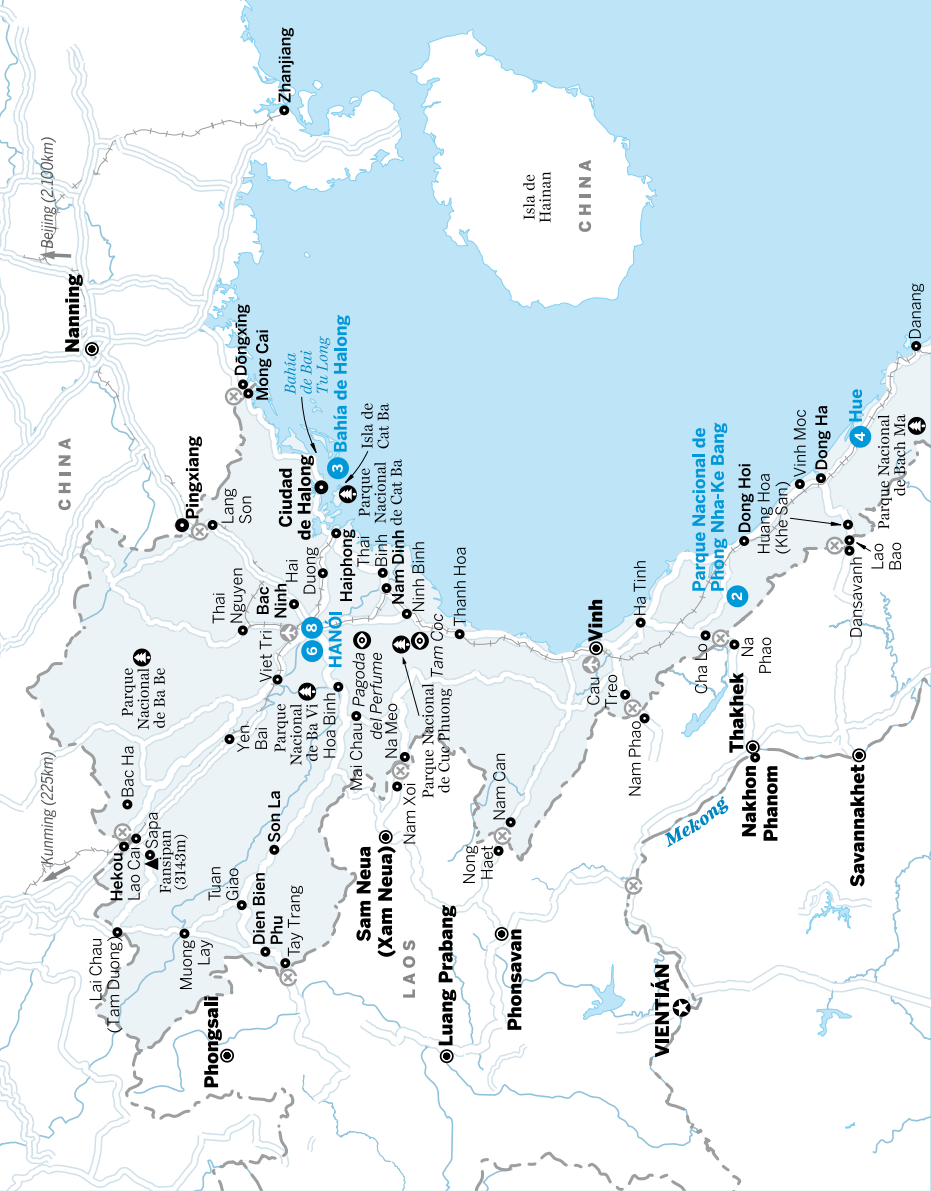 Kunming (225km)
Beijing (2.100km)
Nanning
CHINA
Zhanjiang
Lai Chau
(Tam Duong)
Hekou
Lao Cai
Bac Ha
Sapa
Fansipan
(3143m)
Muong
Lay
Phongsali
Tuan
Giao
Dien Bien
Phu
Tay Trang
Son La
Yen
Bai
Parque
Nacional
de Ba Be
Thai
Nguyen
Viet Tri
Bac
Ninh
Hai
Duong
Pingxiang
Lang
Son
Dōngxīng
Mong Cai
Bahía
de Bai
Tu Long
Ciudad
de Halong
3 Bahía de Halong
Isla de
Cat Ba
Parque
Nacional
de Cat Ba
Haiphong
Thai
Binh
Nam Dinh
Ninh Binh
6 8
HANÓI
Parque
Nacional
de Ba Vi
Hoa Binh
Mai Chau
Pagoda
del Perfume
Tam Coc
Na Meo
Parque Nacional
de Cuc Phuong
Thanh Hoa
Nam Xoi
Sam Neua
(Xam Neua)
LAOS
Luang Prabang
Nong
Haet
Nam Can
Phonsavan
Isla de
Hainan
CHINA
Vinh
Cau
Treo
Nam Phao
Ha Tinh
Cha Lo
Na
Phao
Parque Nacional de
Phong Nha-Ke Bang
2
Dong Hoi
Huang Hoa
(Khe San)
Vinh Moc
Dong Ha
4 Hue
Parque Nacional
de Bach Ma
Danang
Lao
Bao
Dansavanh
Thakhek
Nakhon
Phanom
Mekong
Savannakhet
VIENTIÁN